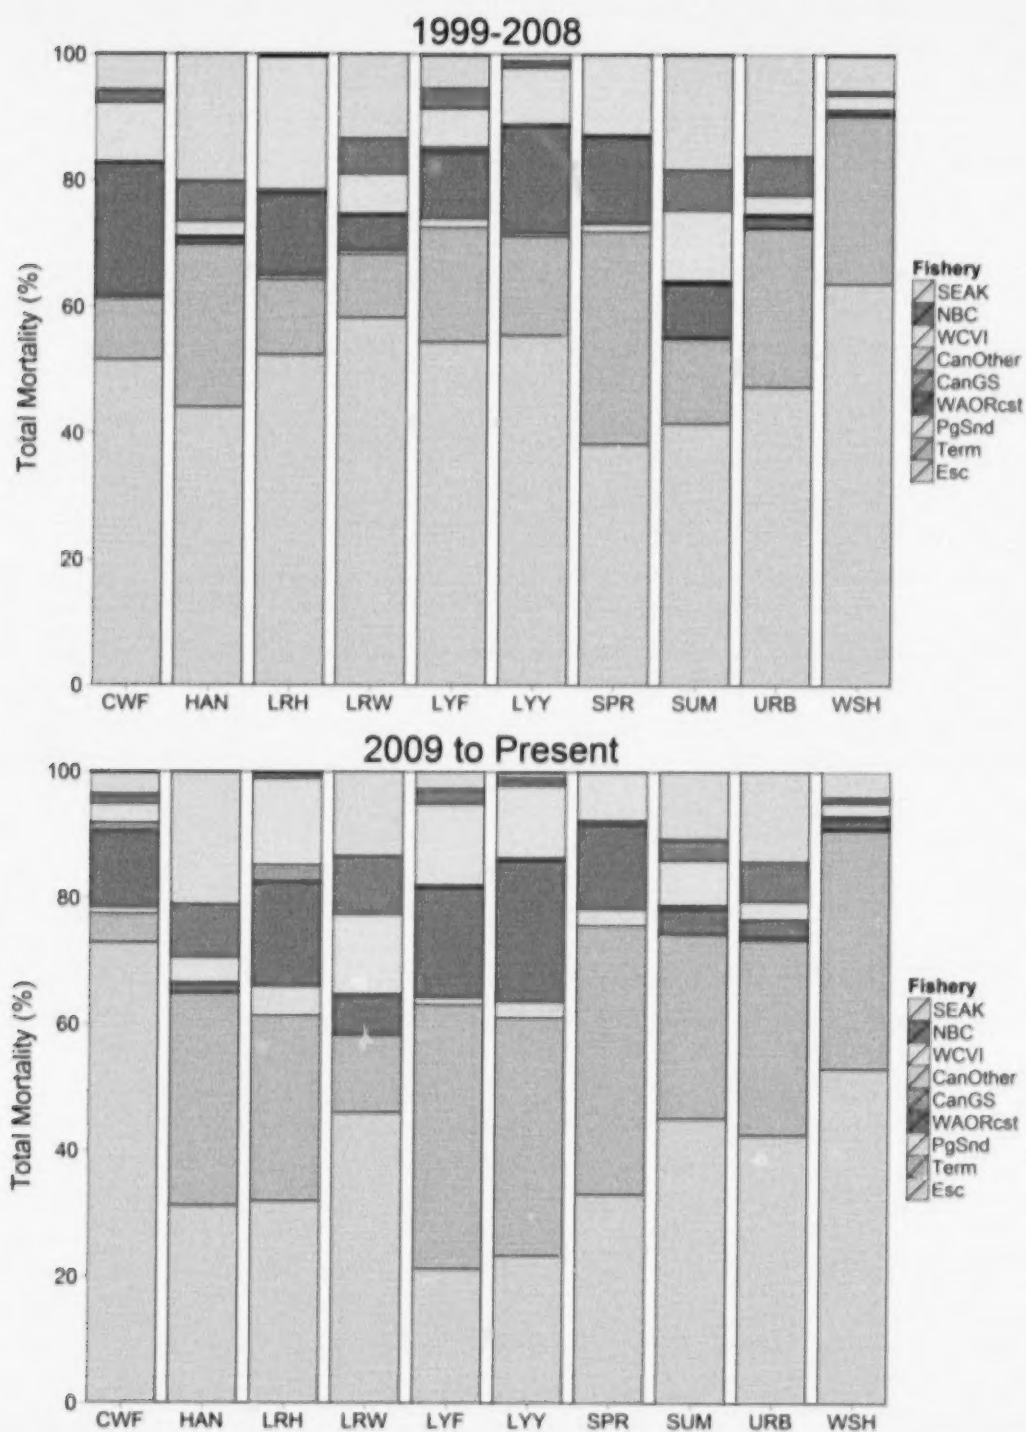 1999-2008
Total Mortality (%)
100
80
60
40
20
0
CWF HAN LRH LRW LYF LYY SPR SUM URB WSH
Fishery
SEAK
NBC
WCVI
CanOther
CanGS
WAORcst
PgSnd
Term
Esc
2009 to Present
Total Mortality (%)
100
80
60
40
20
0
CWF HAN LRH LRW LYF LYY SPR SUM URB WSH
Fishery
SEAK
NBC
WCVI
CanOther
CanGS
WAORcst
PgSnd
Term
Esc